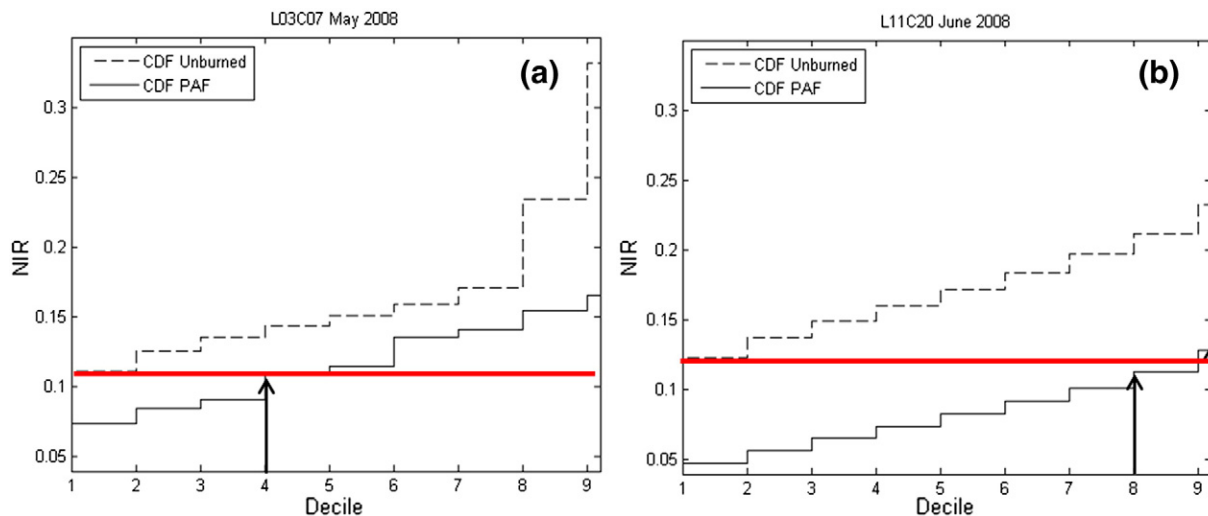 L03C07 May 2008
CDF Unburned
CDF PAF
(a)
0.3
0.25
0.2
0.15
0.1
0.05
NIR
1 2 3 4 5 6 7 8 9
Decile
L11C20 June 2008
CDF Unburned
CDF PAF
(b)
0.3
0.25
0.2
0.15
0.1
0.05
NIR
1 2 3 4 5 6 7 8 9
Decile